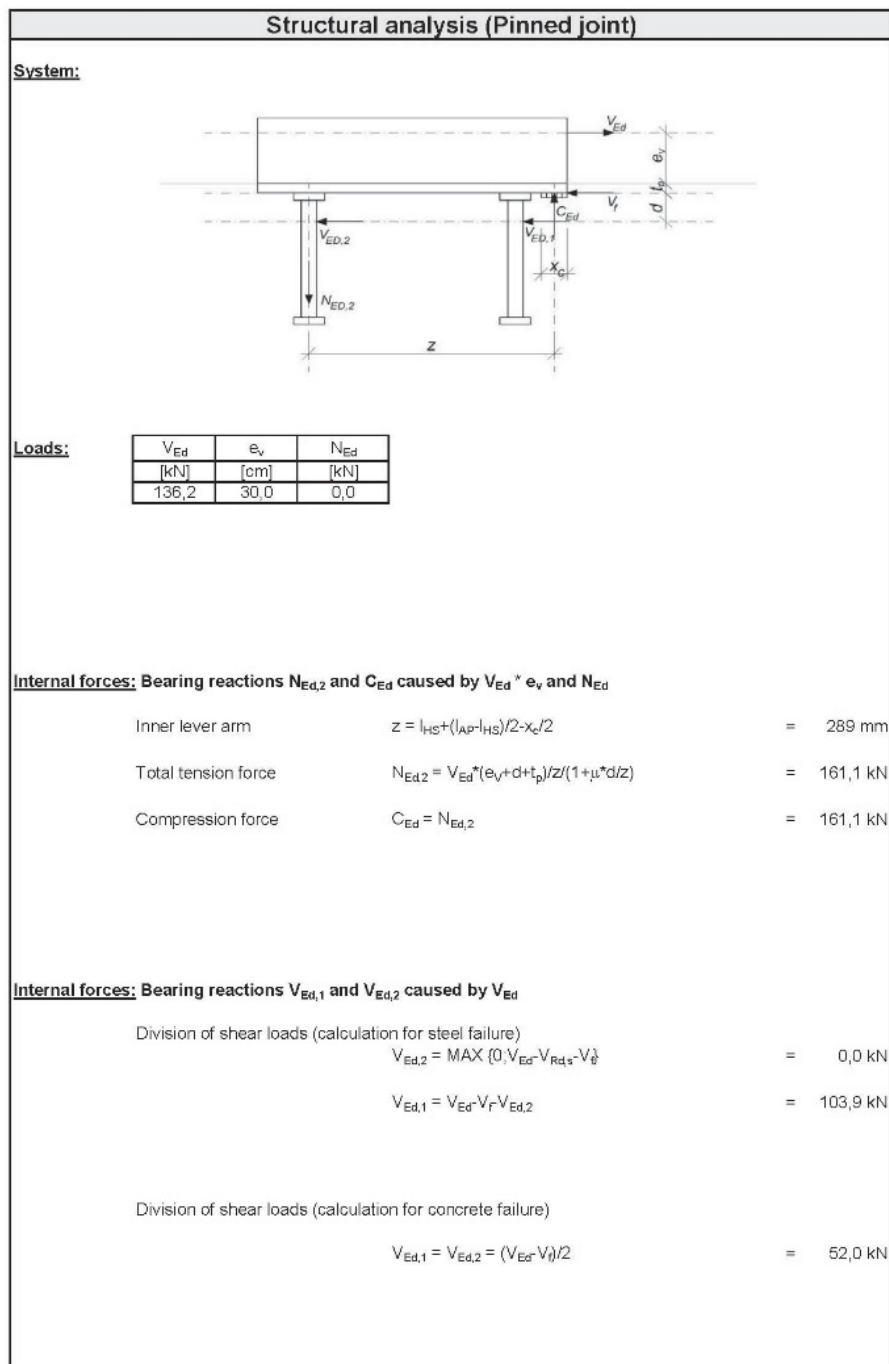 Structural analysis (Pinned joint)
System:
V_Ed
e_v
t_p
d
V_f
C_Ed
V_ED,1
V_ED,2
x_c
N_ED,2
z
Loads:
V_Ed e_v N_Ed
[kN] [cm] [kN]
136,2 30,0 0,0
Internal forces: Bearing reactions N_Ed,2 and C_Ed caused by V_Ed * e_v and N_Ed
Inner lever arm z = l_HS+(l_AP-l_HS)/2-x_c/2 = 289 mm
Total tension force N_Ed,2 = V_Ed*(e_V+d+t_p)/z/(1+µ*d/z) = 161,1 kN
Compression force C_Ed = N_Ed,2 = 161,1 kN
Internal forces: Bearing reactions V_Ed,1 and V_Ed,2 caused by V_Ed
Division of shear loads (calculation for steel failure)
V_Ed,2 = MAX {0;V_Ed-V_Rd,s-V_f} = 0,0 kN
V_Ed,1 = V_Ed-V_f-V_Ed,2 = 103,9 kN
Division of shear loads (calculation for concrete failure)
V_Ed,1 = V_Ed,2 = (V_Ed-V_f)/2 = 52,0 kN